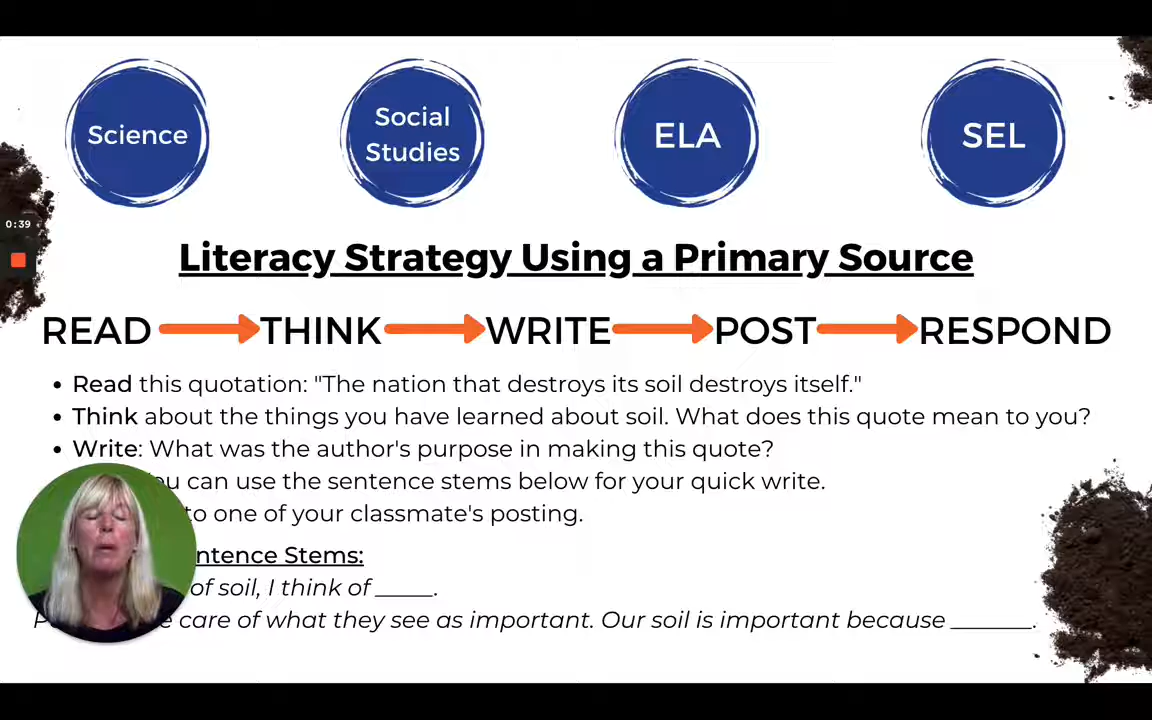 Science
Social
Studies
ELA
SEL
0:39
Literacy Strategy Using a Primary Source
READ THINK WRITE POST RESPOND
• Read this quotation: "The nation that destroys its soil destroys itself."
• Think about the things you have learned about soil. What does this quote mean to you?
• Write: What was the author's purpose in making this quote?
can use the sentence stems below for your quick write.
to one of your classmate's posting.
Stems:
of soil, I think of _____.
care of what they see as important. Our soil is important because _______.